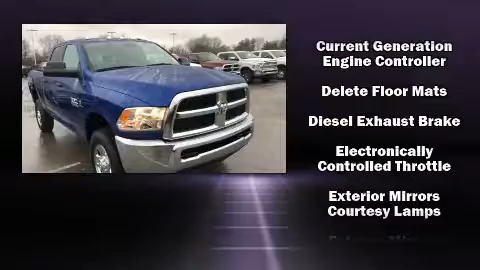 Current Generation
Engine Controller
Delete Floor Mats
Diesel Exhaust Brake
Electronically
Controlled Throttle
Exterior Mirrors
Courtesy Lamps